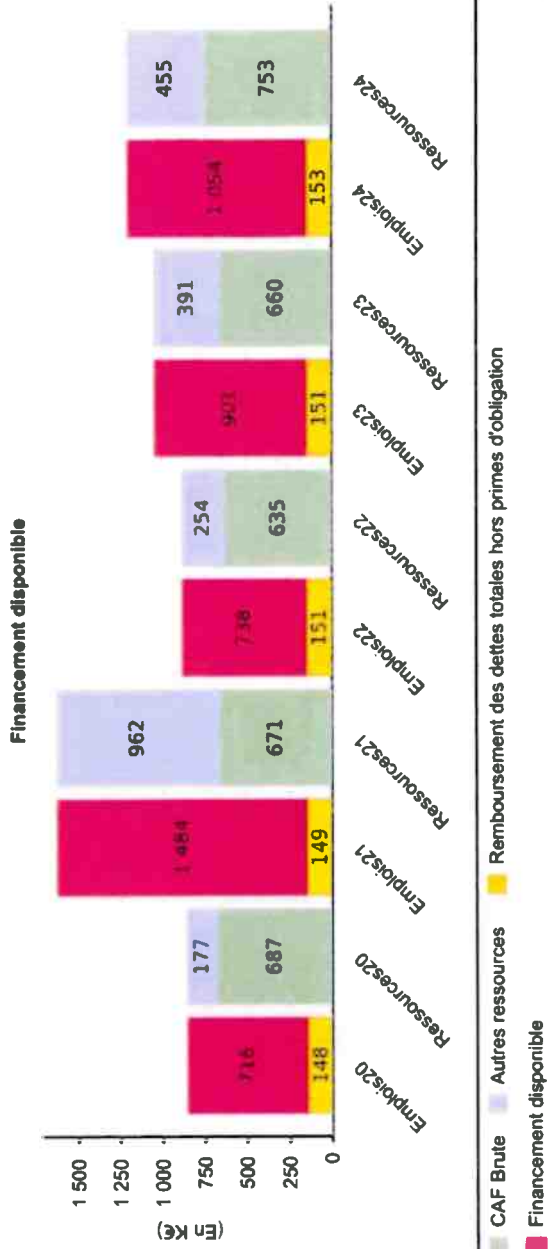 Financement disponible
(En K€)
1 500
1 250
1 000
750
500
250
0
716
148
177
687
1 484
149
962
671
738
151
254
635
901
151
391
660
1 054
153
455
753
Emplois20
Ressources20
Emplois21
Ressources21
Emplois22
Ressources22
Emplois23
Ressources23
Emplois24
Ressources24
CAF Brute Autres ressources Remboursement des dettes totales hors primes d'obligation
Financement disponible